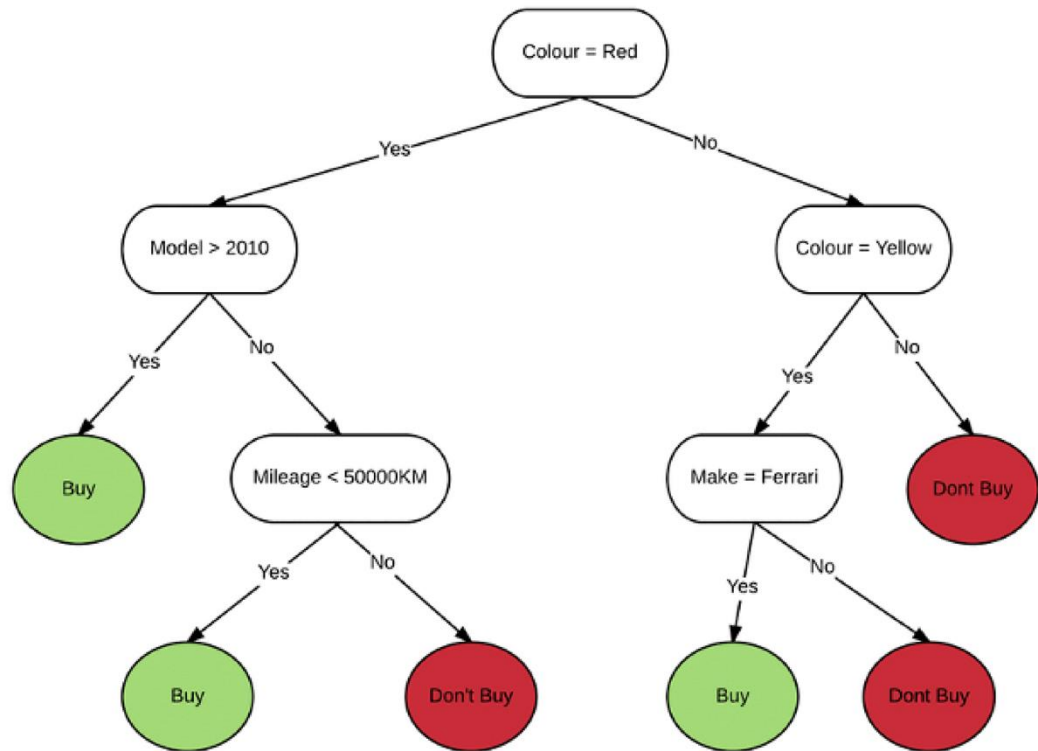 Colour = Red
Yes
No
Model > 2010
Colour = Yellow
Yes
No
Yes
No
Buy
Mileage < 50000KM
Make = Ferrari
Dont Buy
Yes
No
Yes
No
Buy
Don't Buy
Buy
Dont Buy